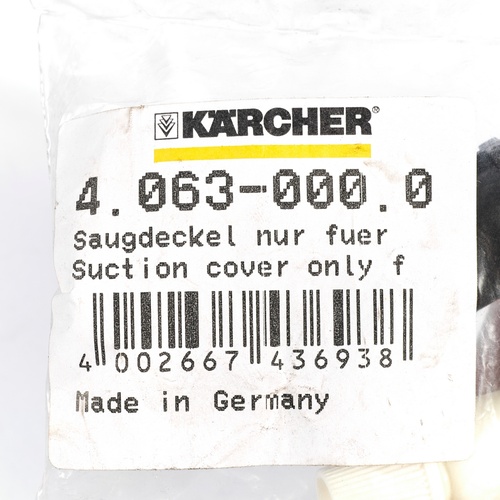 KÄRCHER®
4.063-000.0
Saugdeckel nur fuer
Suction cover only f
4 002667 436938
Made in Germany